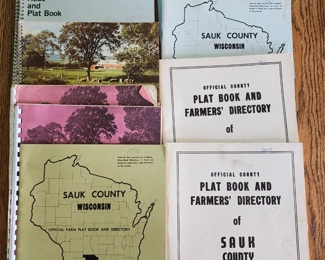 and
Plat Book
SAUK COUNTY
WISCONSIN
OFFICIAL COUNTY
PLAT BOOK AND
FARMERS' DIRECTORY
of
SAUK COUNTY
WISCONSIN
OFFICIAL FARM PLAT BOOK AND DIRECTORY
OFFICIAL COUNTY
PLAT BOOK AND
FARMERS' DIRECTORY
of
SAUK
COUNTY